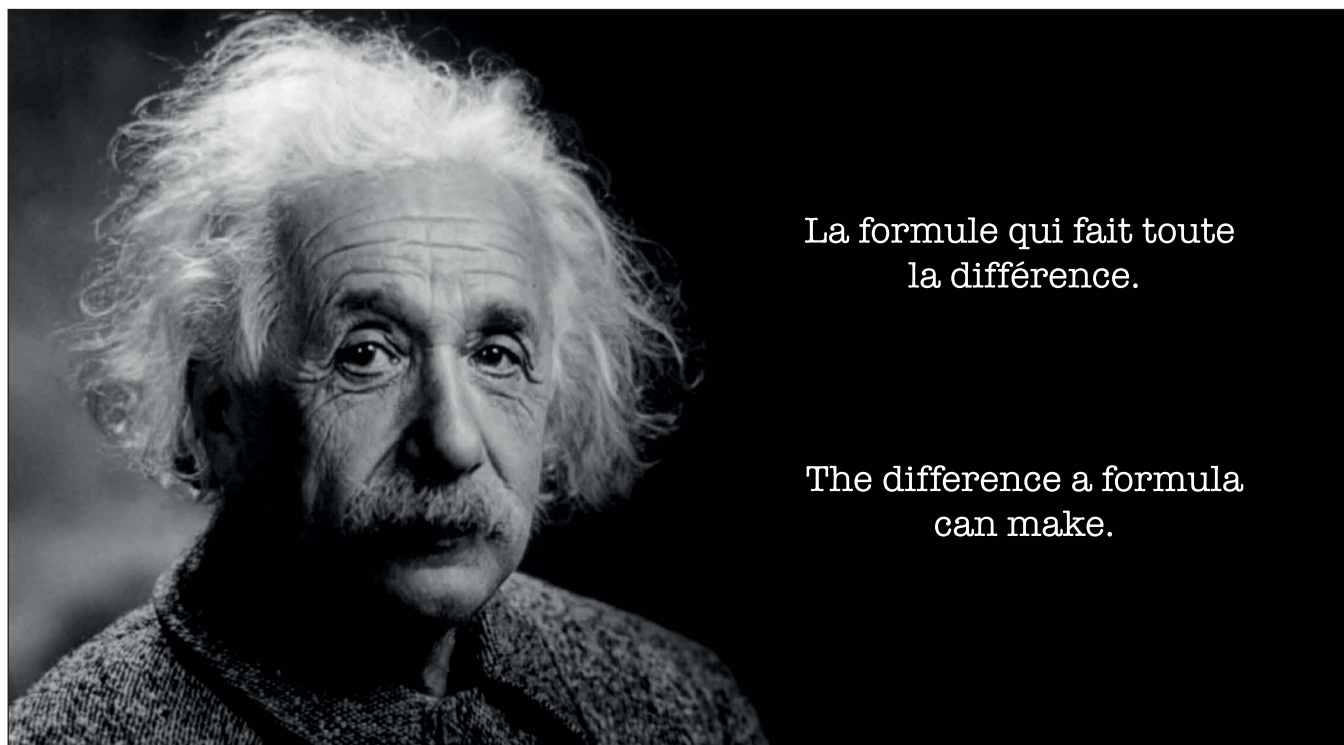 La formule qui fait toute
la différence.
The difference a formula
can make.